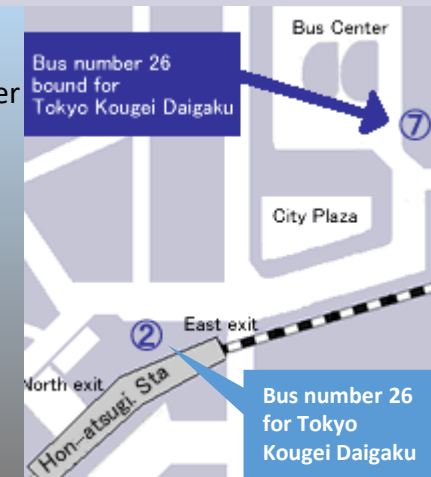 Bus Center
Bus number 26
bound for
Tokyo Kougei Daigaku
er
⑦
City Plaza
② East exit
North exit
Hon-atsugi. Sta
Bus number 26
for Tokyo
Kougei Daigaku